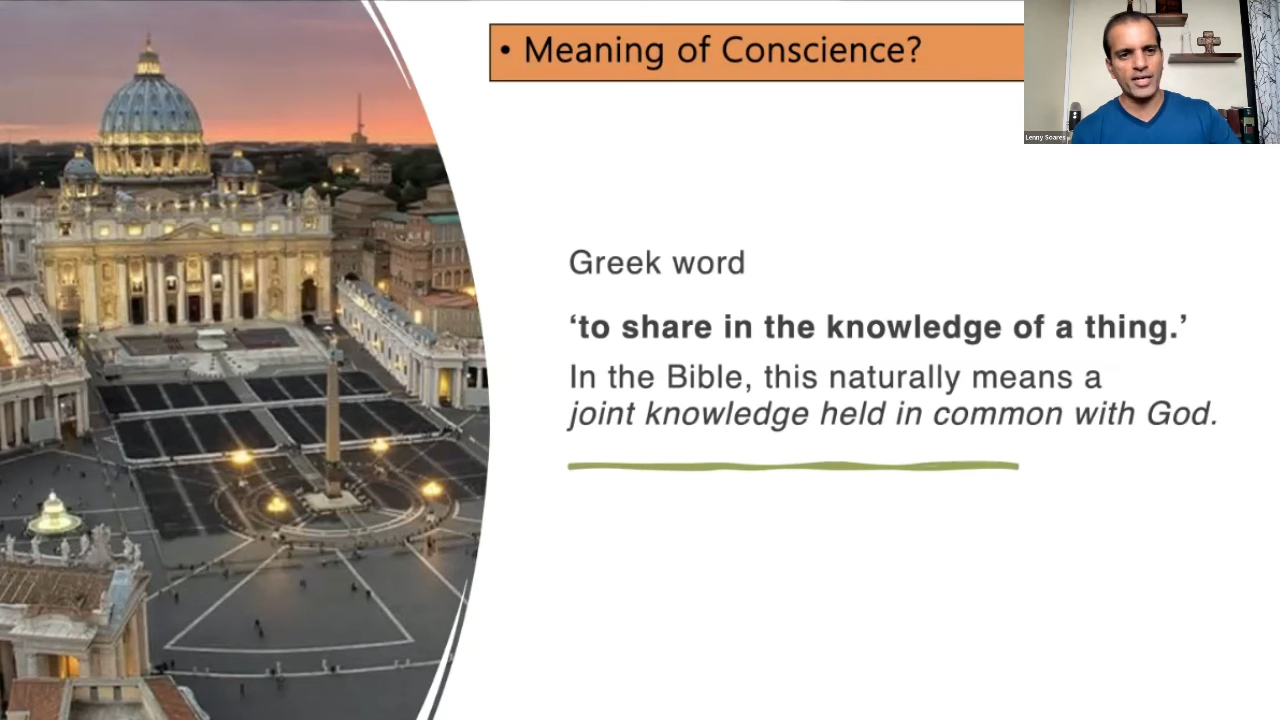 • Meaning of Conscience?
Lenny Soares
Greek word
‘to share in the knowledge of a thing.’
In the Bible, this naturally means a
joint knowledge held in common with God.